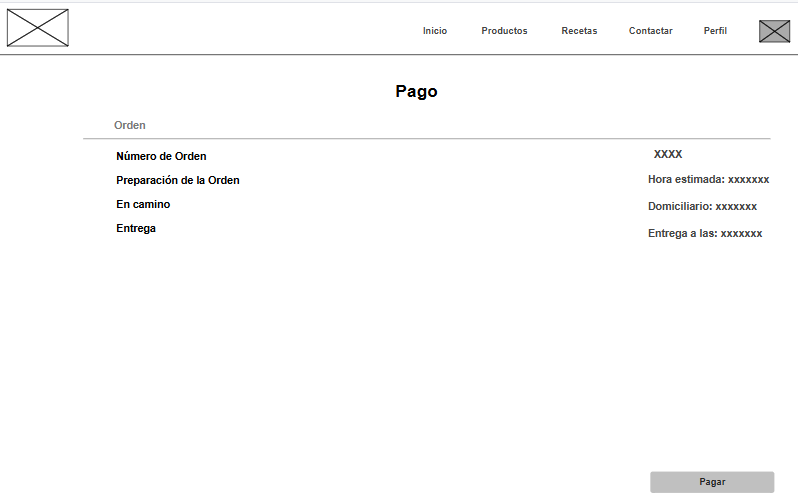 Inicio Productos Recetas Contactar Perfil
Pago
Orden
Número de Orden XXXX
Preparación de la Orden Hora estimada: xxxxxxx
En camino Domiciliario: xxxxxxx
Entrega Entrega a las: xxxxxxx
Pagar